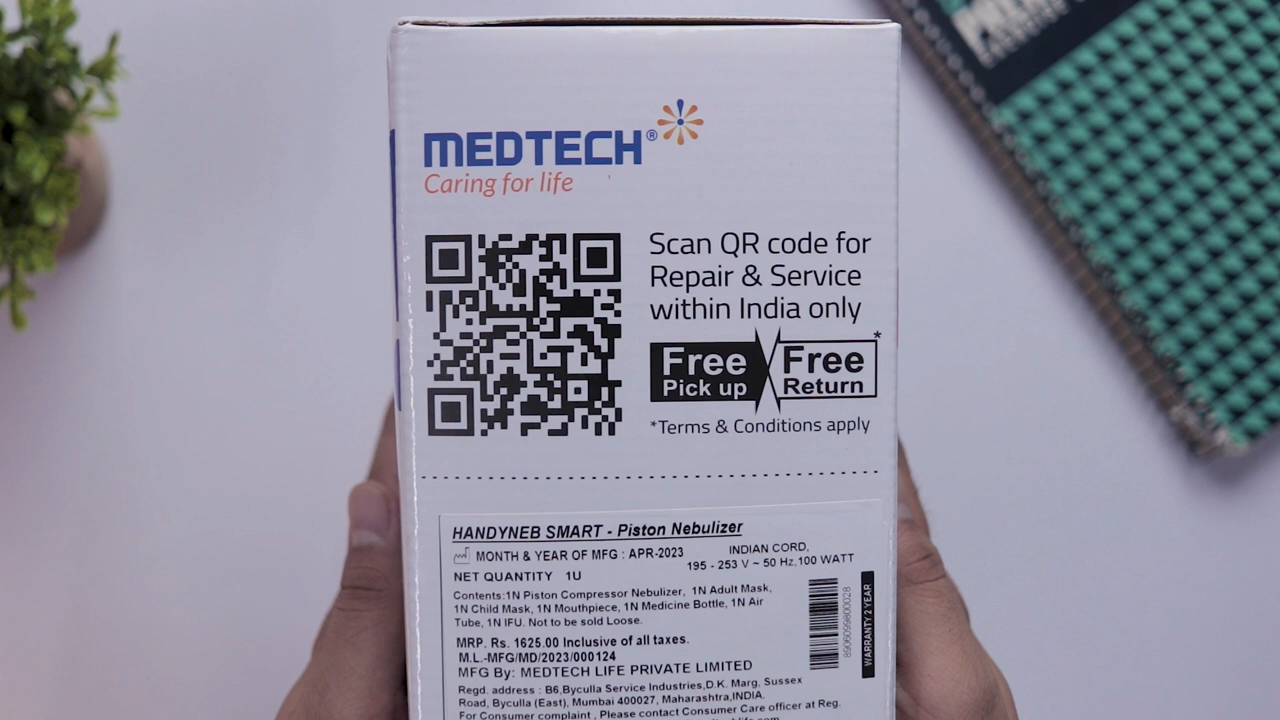 MEDTECH®
Caring for life
Scan QR code for
Repair & Service
within India only
Free Pick up
Free Return*
*Terms & Conditions apply
HANDYNEB SMART - Piston Nebulizer
MONTH & YEAR OF MFG : APR-2023
INDIAN CORD,
195 - 253 V ~ 50 Hz,100 WATT
NET QUANTITY 1U
Contents:1N Piston Compressor Nebulizer, 1N Adult Mask,
1N Child Mask, 1N Mouthpiece, 1N Medicine Bottle, 1N Air
Tube, 1N IFU. Not to be sold Loose.
MRP. Rs. 1625.00 Inclusive of all taxes.
M.L.-MFG/MD/2023/000124
MFG By: MEDTECH LIFE PRIVATE LIMITED
Regd. address : B6,Byculla Service Industries,D.K. Marg, Sussex
Road, Byculla (East), Mumbai 400027, Maharashtra,INDIA.
For Consumer complaint , Please contact Consumer Care officer at Reg.
8906099800028
WARRANTY 2 YEAR